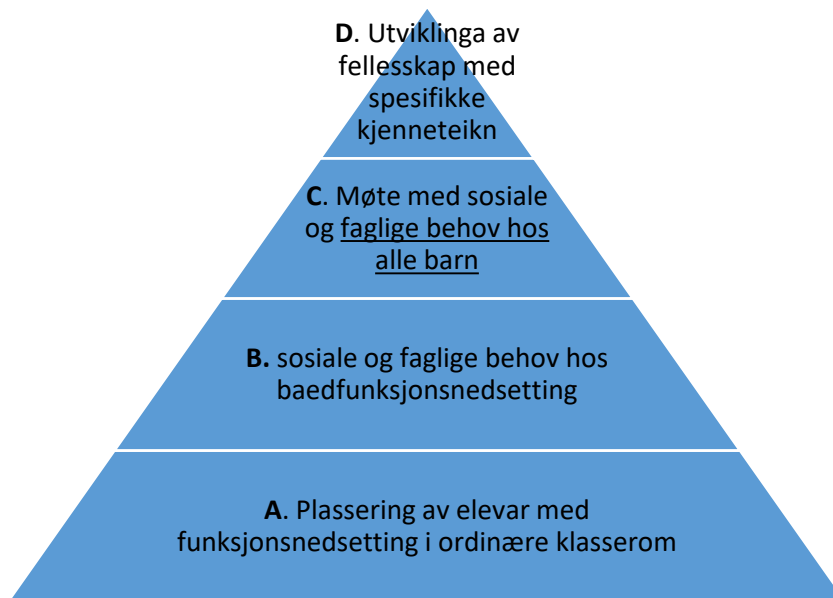 D. Utviklinga av
fellesskap med
spesifikke
kjenneteikn
C. Møte med sosiale
og faglige behov hos
alle barn
B. sosiale og faglige behov hos
baedfunksjonsnedsetting
A. Plassering av elevar med
funksjonsnedsetting i ordinære klasserom